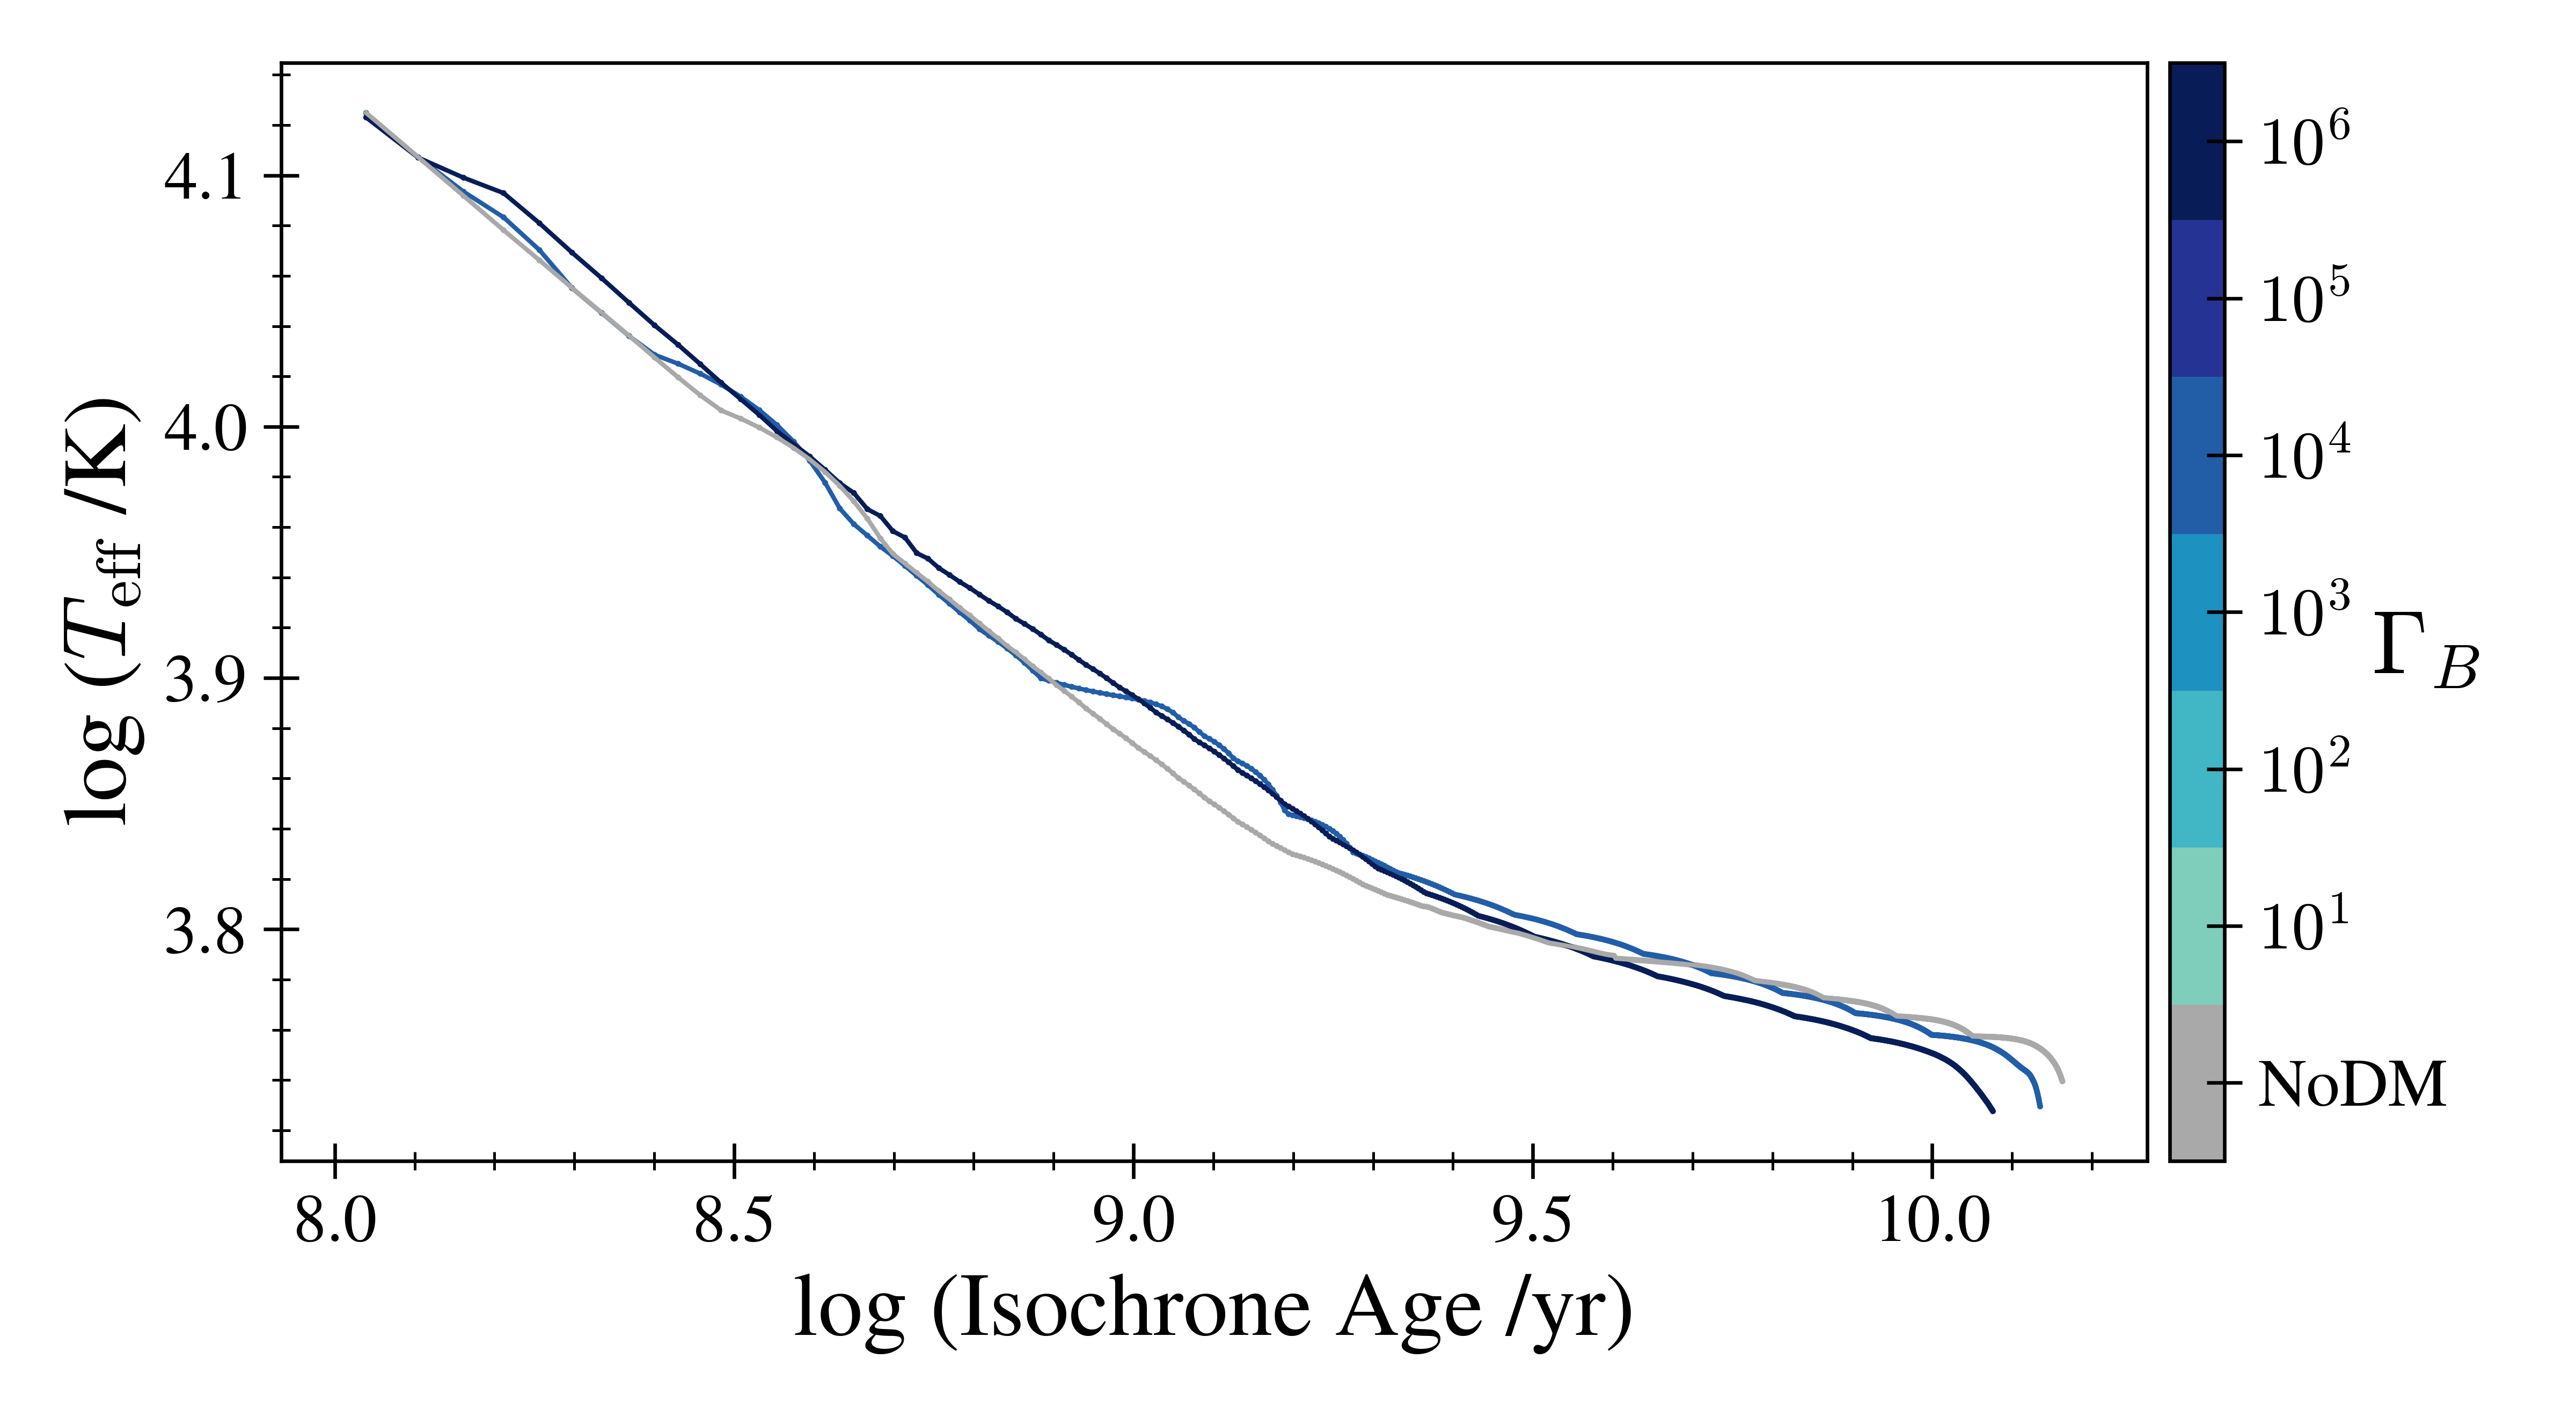 log (T_eff /K)
4.1
4.0
3.9
3.8
8.0 8.5 9.0 9.5 10.0
log (Isochrone Age /yr)
10^6
10^5
10^4
10^3
10^2
10^1
NoDM
Γ_B